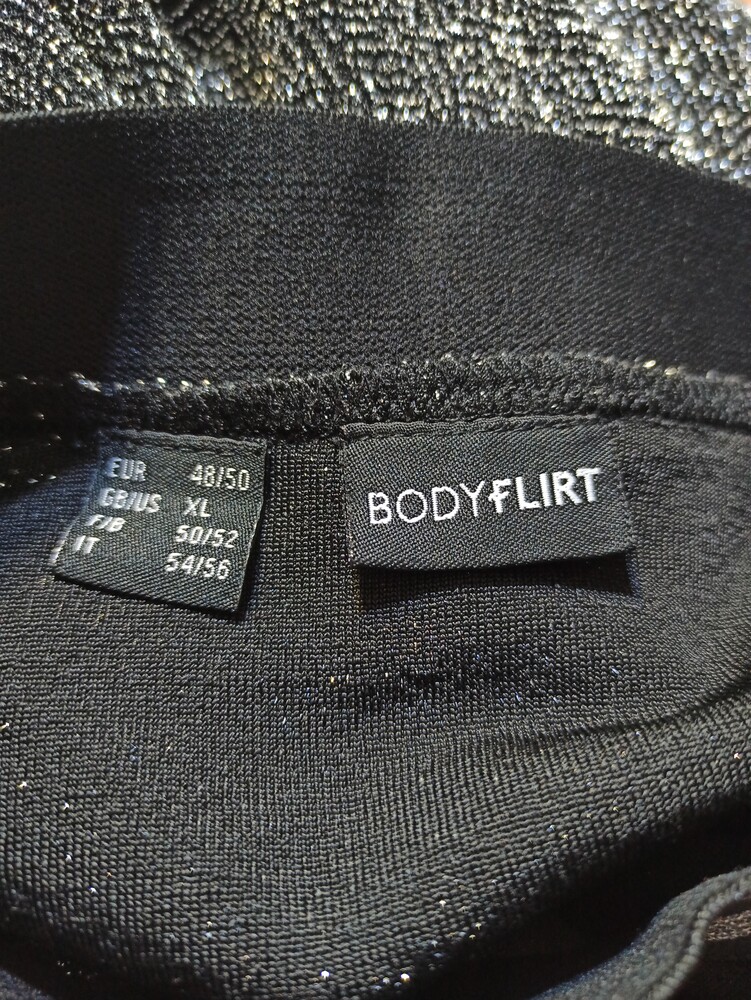 EUR 48/50
GB/US XL
F/B 50/52
IT 54/56
BODYFLIRT